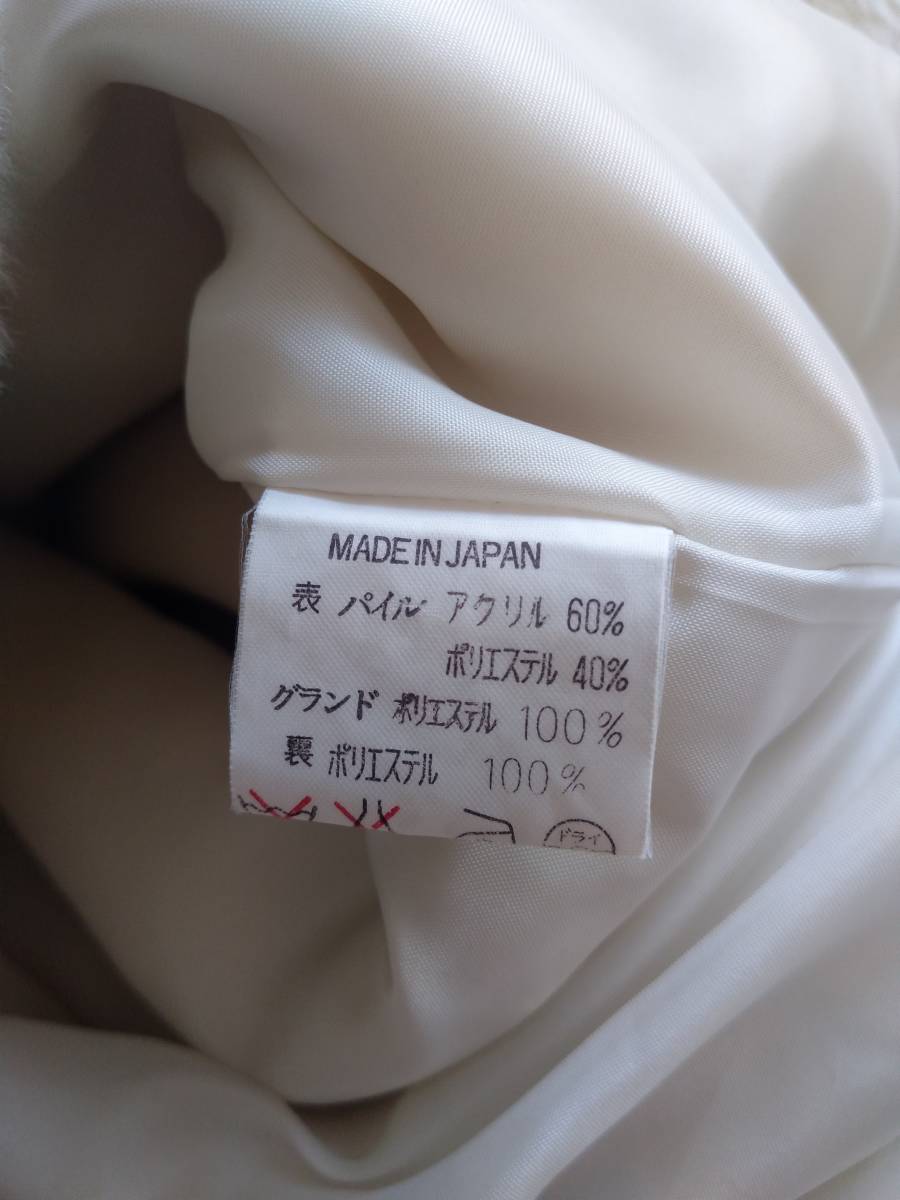 MADE IN JAPAN
表 パイル アクリル 60%
ポリエステル 40%
グランド ポリエステル 100%
裏 ポリエステル 100%
ドライ